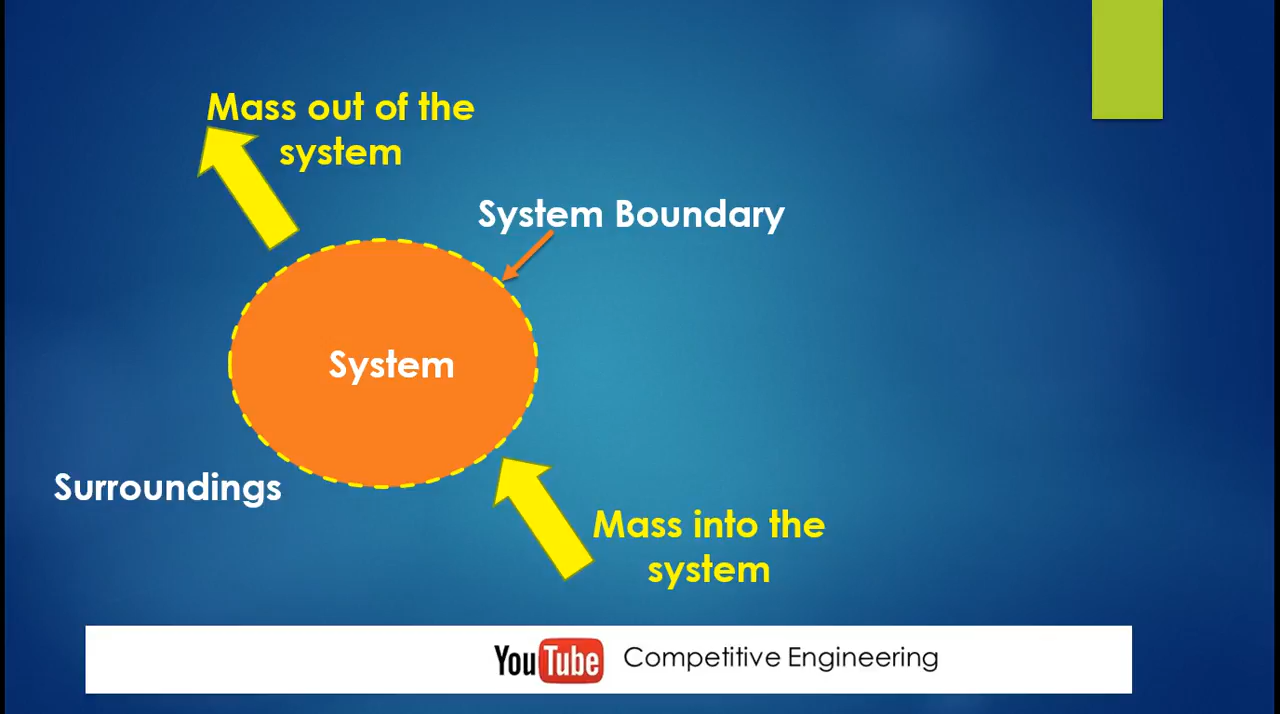 Mass out of the
system
System Boundary
System
Surroundings
Mass into the
system
YouTube Competitive Engineering